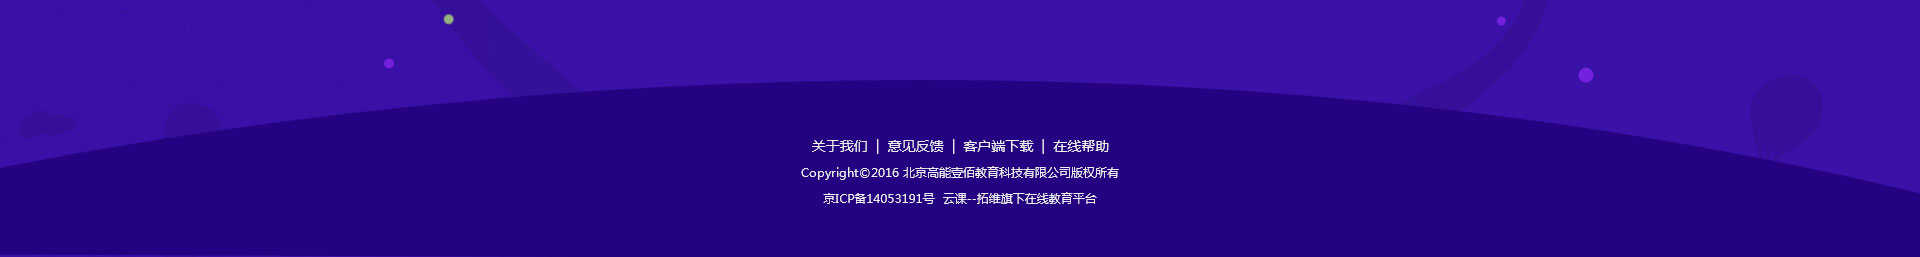 关于我们 | 意见反馈 | 客户端下载 | 在线帮助
Copyright©2016 北京高能壹佰教育科技有限公司版权所有
京ICP备14053191号 云课--拓维旗下在线教育平台